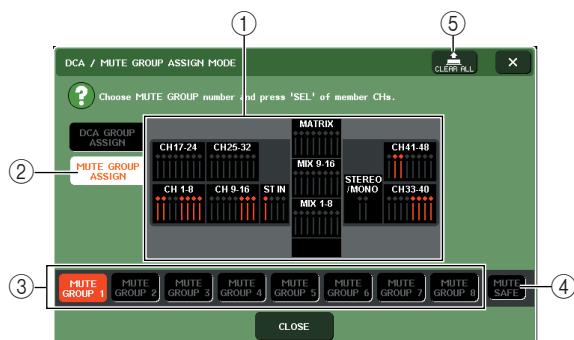 ①
⑤
DCA / MUTE GROUP ASSIGN MODE
CLEAR ALL
×
? Choose MUTE GROUP number and press 'SEL' of member CHs.
DCA GROUP
ASSIGN
②
MUTE GROUP
ASSIGN
MATRIX
CH17-24
CH25-32
CH41-48
MIX 9-16
STEREO
/MONO
CH 1-8
CH 9-16
ST IN
CH33-40
MIX 1-8
③
MUTE
GROUP 1
MUTE
GROUP 2
MUTE
GROUP 3
MUTE
GROUP 4
MUTE
GROUP 5
MUTE
GROUP 6
MUTE
GROUP 7
MUTE
GROUP 8
MUTE
SAFE
④
CLOSE